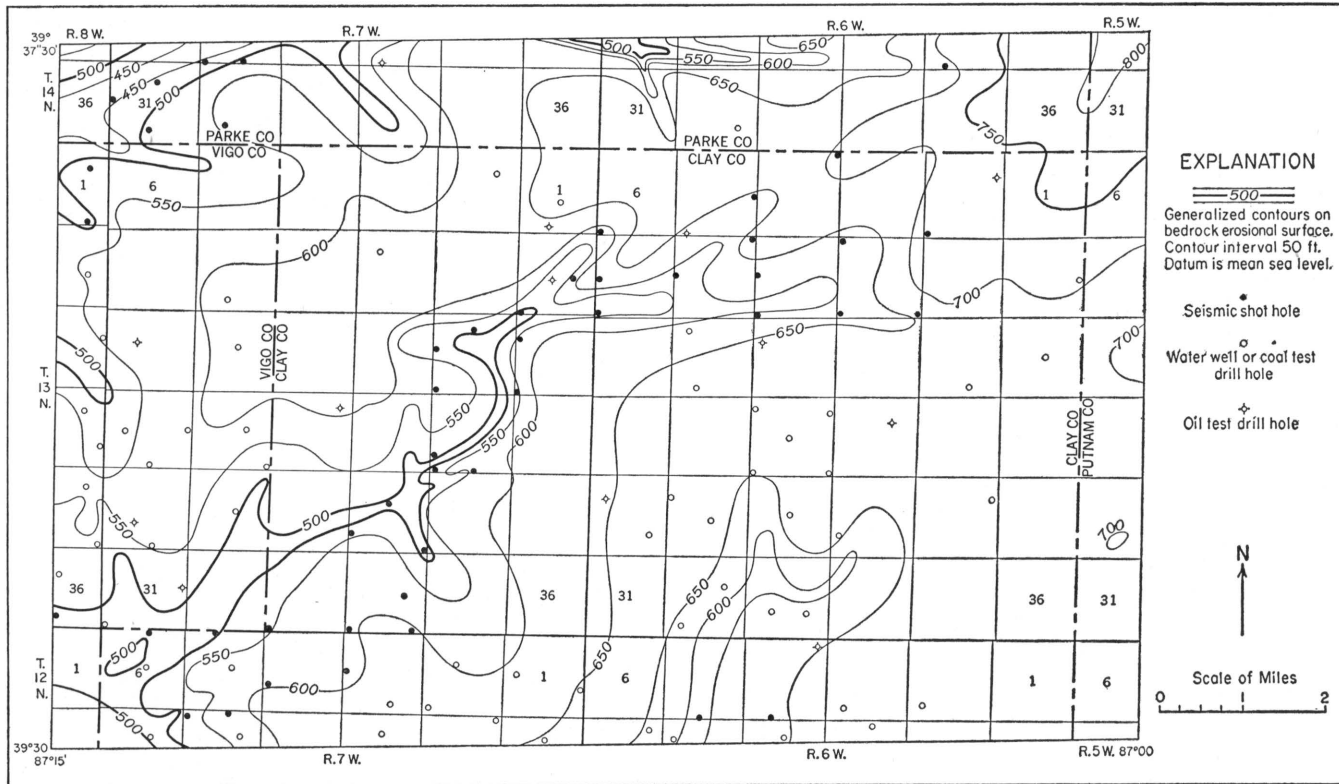 R. 8 W.
R. 7 W.
R. 6 W.
R. 5 W.
39°
37"30'
T.
14
N.
500
450
450
500
36
31
PARKE CO
VIGO CO
1
6
550
600
500
550
650
600
650
36
31
PARKE CO
CLAY CO
1
6
750
800
36
31
1
6
EXPLANATION
500
Generalized contours on
bedrock erosional surface.
Contour interval 50 ft.
Datum is mean sea level.
Seismic shot hole
Water well or coal test
drill hole
Oil test drill hole
T.
13
N.
500
VIGO CO
CLAY CO
700
650
700
550
600
CLAY CO
PUTNAM CO
550
500
700
36
31
36
31
650
600
36
31
N
T.
12
N.
1
500
6
550
600
500
650
1
6
1
6
Scale of Miles
0
2
39°30
87°15'
R. 7 W.
R. 6 W.
R. 5 W. 87°00